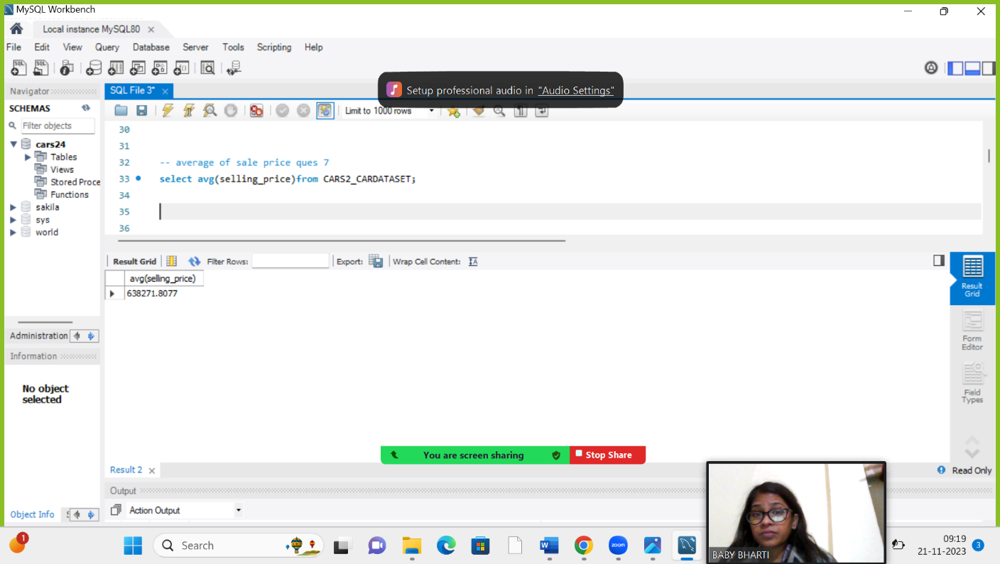 MySQL Workbench
Local instance MySQL80
File Edit View Query Database Server Tools Scripting Help
SQL SQL
Setup professional audio in "Audio Settings"
Navigator
SQL File 3*
SCHEMAS
Limit to 1000 rows
Filter objects
cars24
Tables
Views
Stored Proce
Functions
sakila
sys
world
30
31
32 -- average of sale price ques 7
33 select avg(selling_price)from CARS2_CARDATASET;
34
35
36
Result Grid Filter Rows: Export: Wrap Cell Content:
avg(selling_price)
638271.8077
Result
Grid
Form
Editor
Field
Types
Administration
Information
No object
selected
You are screen sharing Stop Share
Result 2
Read Only
Output
Action Output
Object Info
BABY BHARTI
1
Search
zoom
09:19
21-11-2023
3